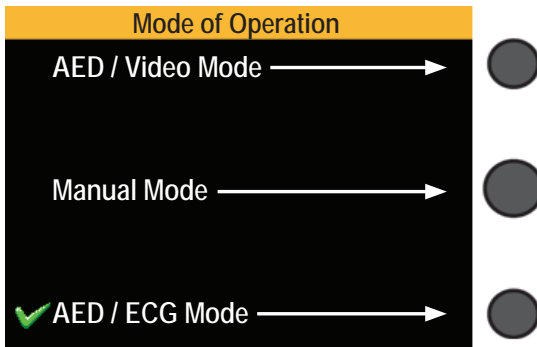 Mode of Operation
AED / Video Mode
Manual Mode
AED / ECG Mode